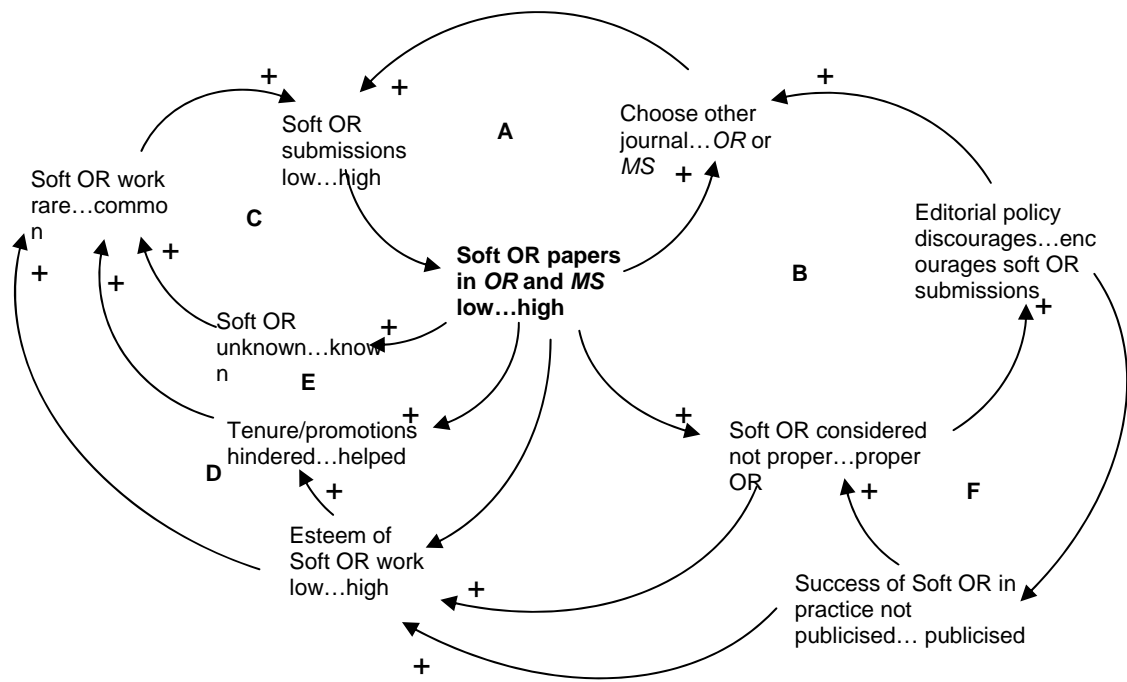 +
+
+
Soft OR
submissions
low…high
A
Choose other
journal…OR or
MS
+
Soft OR work
rare…commo
n
C
Editorial policy
discourages…enc
ourages soft OR
submissions
+
+
+
+
Soft OR papers
in OR and MS
low…high
B
Soft OR
unknown…know
n
+
E
+
Tenure/promotions
hindered…helped
D
+
Soft OR considered
not proper…proper
OR
+
+
F
Esteem of
Soft OR work
low…high
+
Success of Soft OR in
practice not
publicised… publicised
+